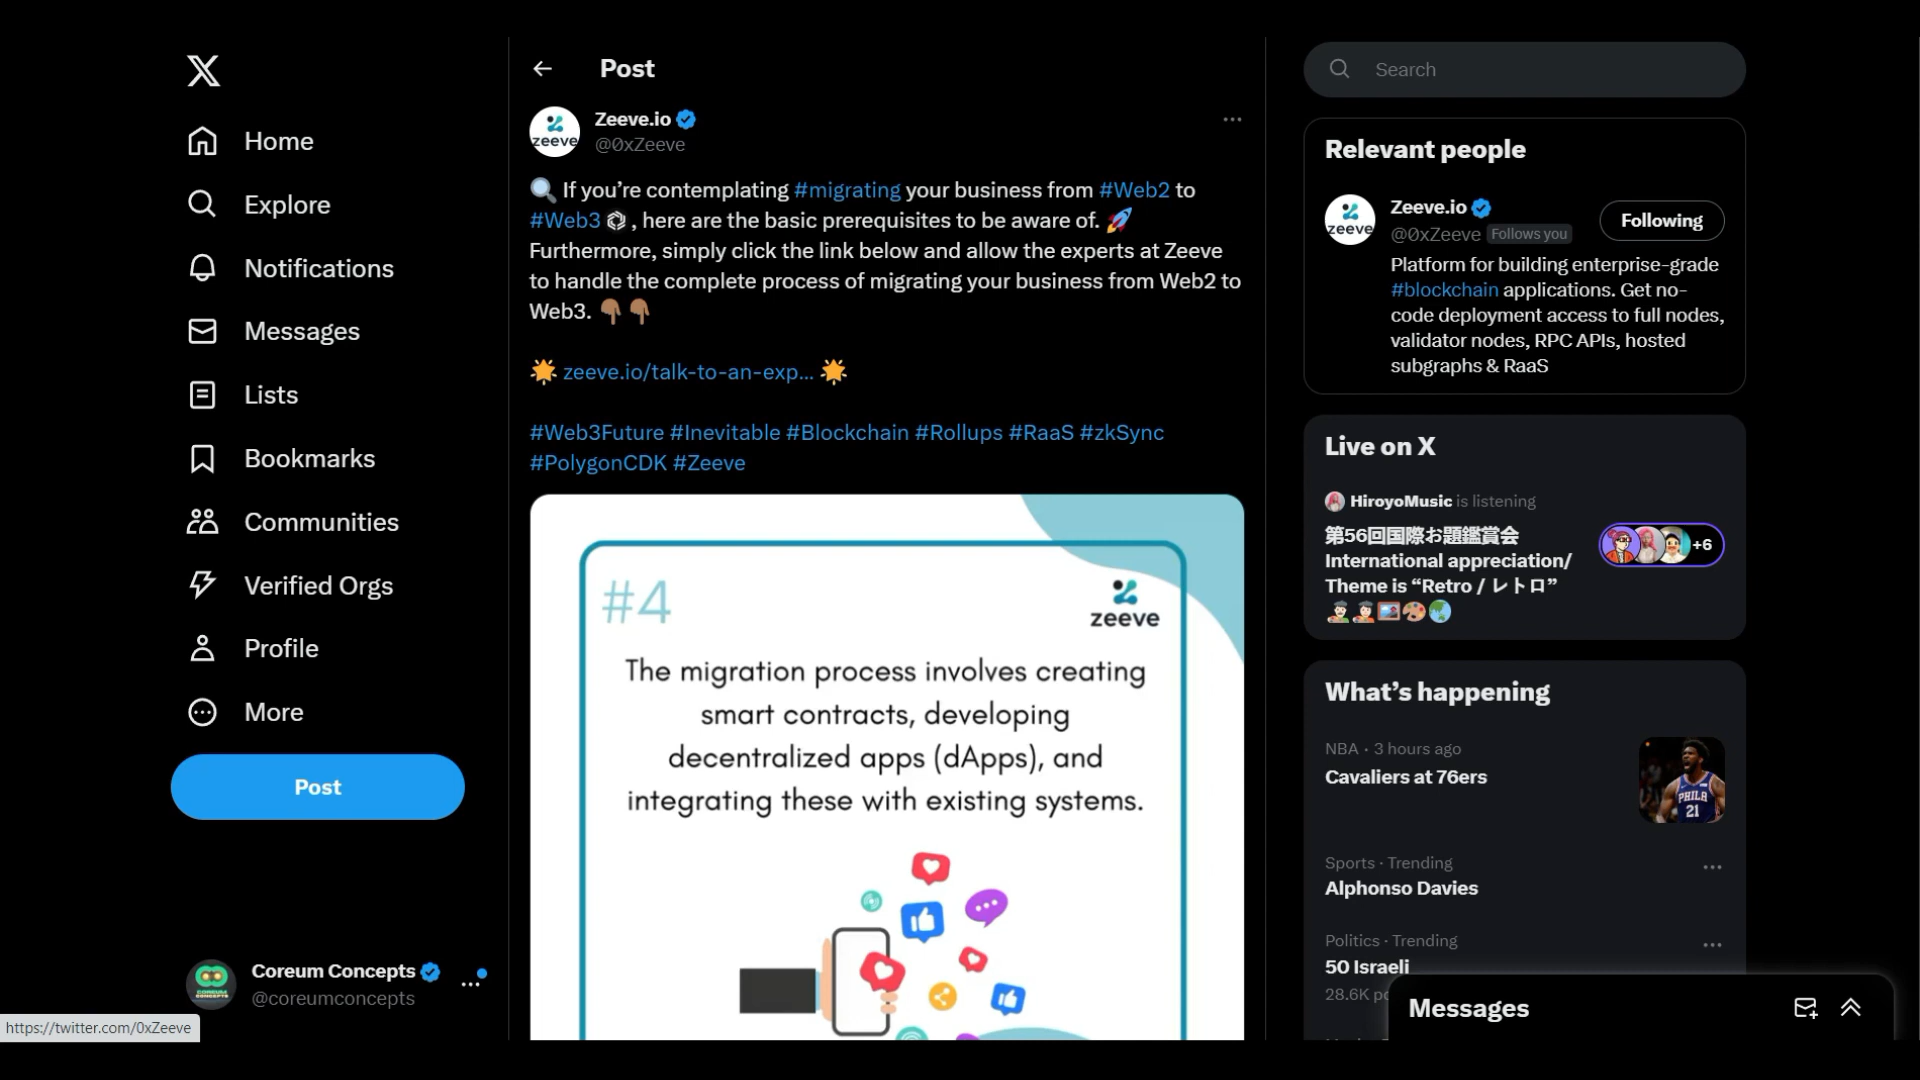 Home
Explore
Notifications
Messages
Lists
Bookmarks
Communities
Verified Orgs
Profile
More
Post
Coreum Concepts
@coreumconcepts
https://twitter.com/0xZeeve
Post
zeeve
Zeeve.io
@0xZeeve
If you’re contemplating #migrating your business from #Web2 to
#Web3 , here are the basic prerequisites to be aware of.
Furthermore, simply click the link below and allow the experts at Zeeve
to handle the complete process of migrating your business from Web2 to
Web3.
zeeve.io/talk-to-an-exp...
#Web3Future #Inevitable #Blockchain #Rollups #RaaS #zkSync
#PolygonCDK #Zeeve
#4
zeeve
The migration process involves creating
smart contracts, developing
decentralized apps (dApps), and
integrating these with existing systems.
Search
Relevant people
zeeve
Zeeve.io
@0xZeeve Follows you
Following
Platform for building enterprise-grade
#blockchain applications. Get no-
code deployment access to full nodes,
validator nodes, RPC APIs, hosted
subgraphs & RaaS
Live on X
HiroyoMusic is listening
第56回国際お題鑑賞会
International appreciation/
Theme is “Retro / レトロ”
+6
What’s happening
NBA · 3 hours ago
Cavaliers at 76ers
PHILA
21
Sports · Trending
Alphonso Davies
Politics · Trending
50 Israeli
28.6K
Messages